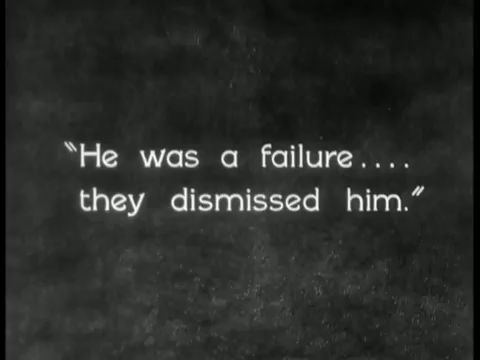 "He was a failure....
they dismissed him."